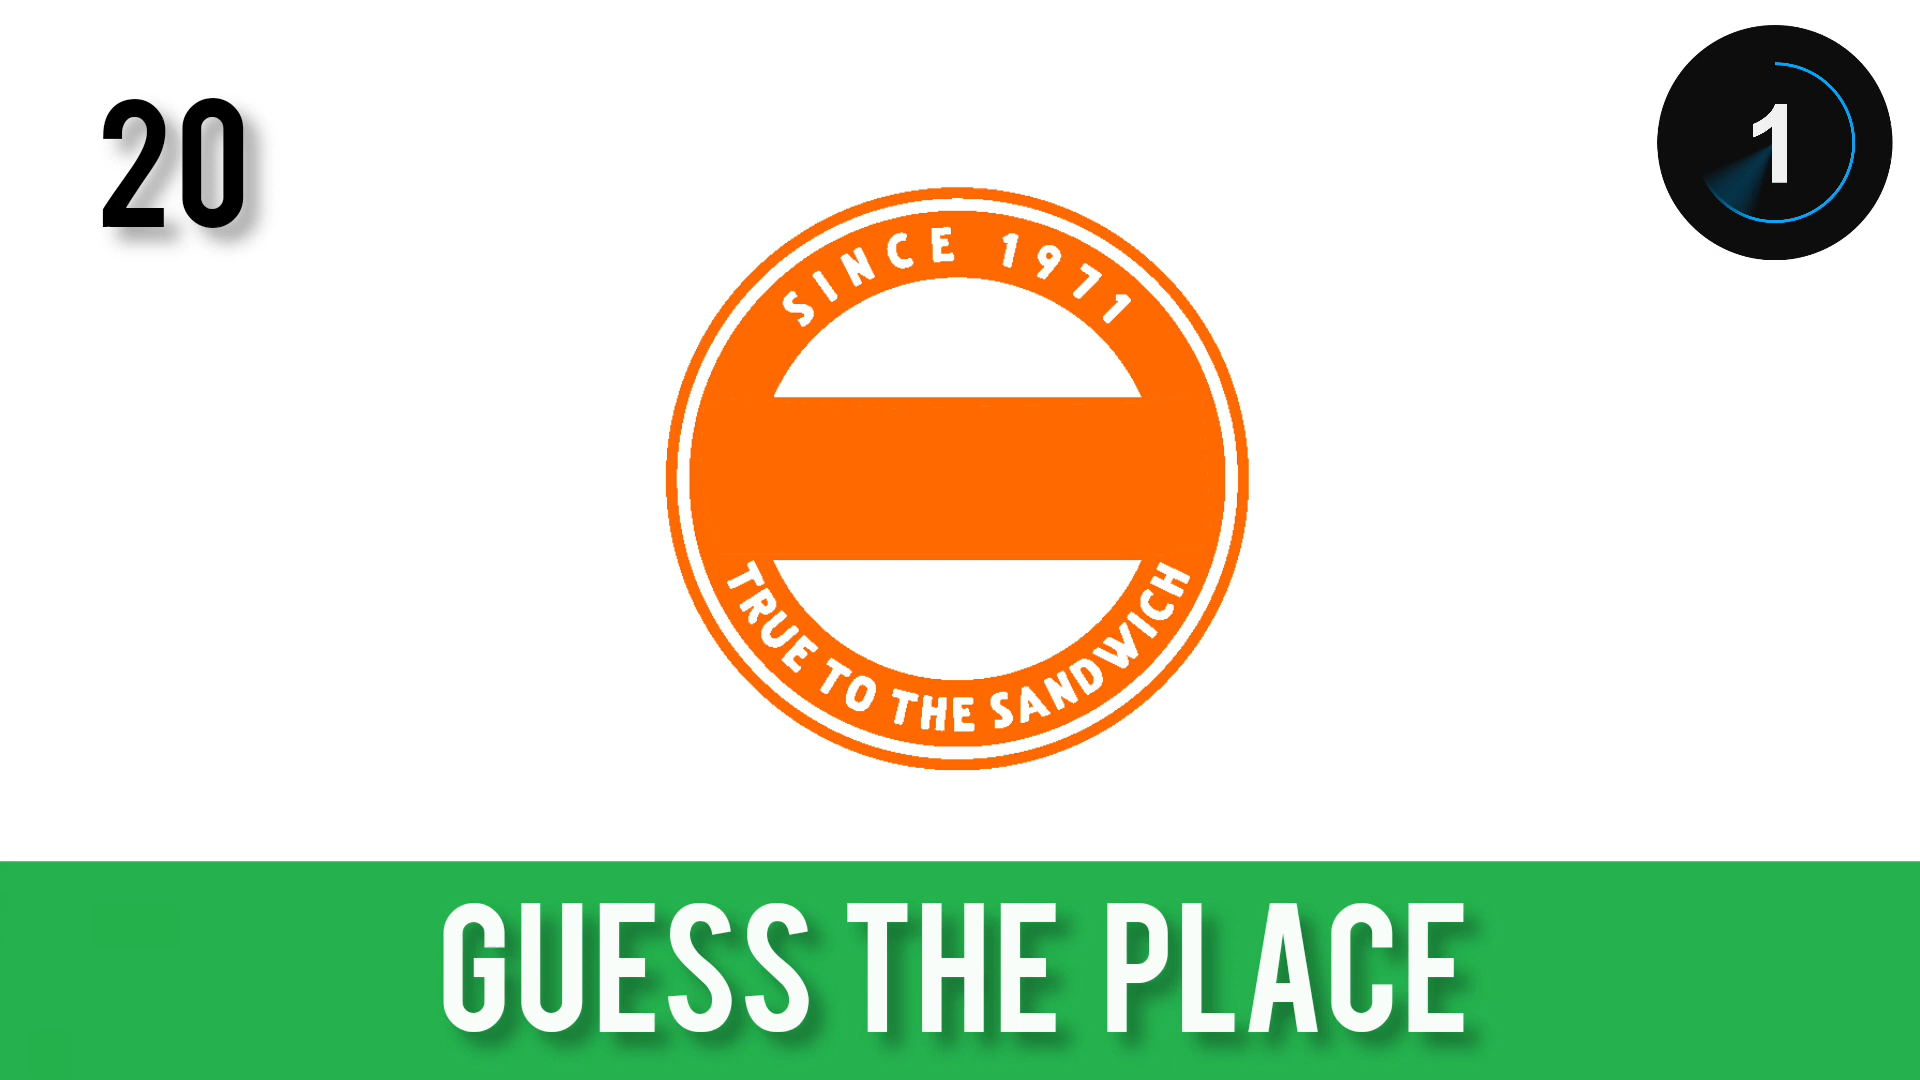 20
1
SINCE 1971
TRUE TO THE SANDWICH
GUESS THE PLACE